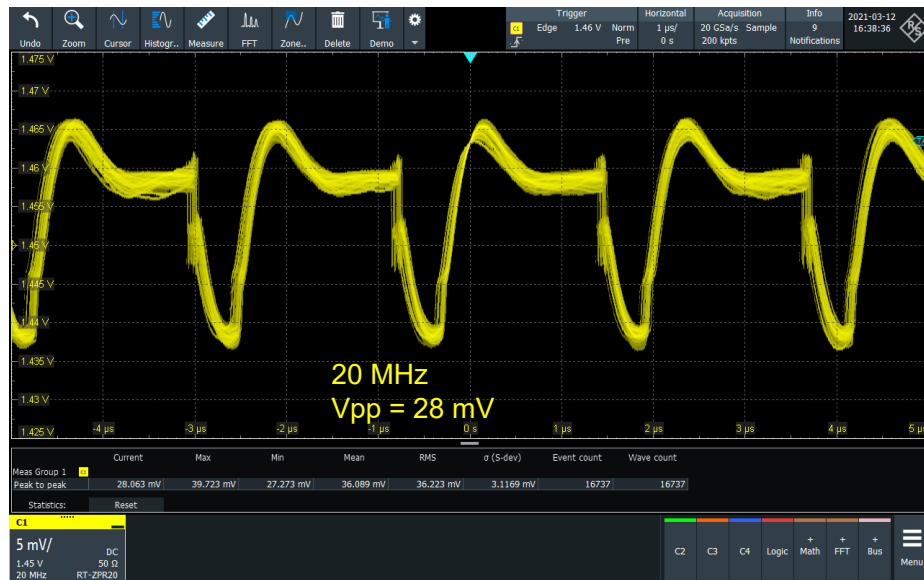 Undo Zoom Cursor Histogr... Measure FFT Zone... Delete Demo
Trigger Horizontal Acquisition Info 2021-03-12
C1 Edge 1.46 V Norm 1 µs/ 20 GSa/s Sample 9 16:38:36
Pre 0 s 200 kpts Notifications
1.475 V
1.47 V
1.465 V
1.46 V
1.455 V
1.45 V
1.445 V
1.44 V
1.435 V
20 MHz
1.43 V
Vpp = 28 mV
1.425 V -4 µs -3 µs -2 µs -1 µs 0 s 1 µs 2 µs 3 µs 4 µs 5 µs
Current Max Min Mean RMS σ (S-dev) Event count Wave count
Meas Group 1 C1
Peak to peak 28.063 mV 39.723 mV 27.273 mV 36.089 mV 36.223 mV 3.1169 mV 16737 16737
Statistics: Reset
C1
5 mV/
DC
1.45 V 50 Ω
20 MHz RT-ZPR20
C2 C3 C4 Logic + Math + FFT + Bus Menu